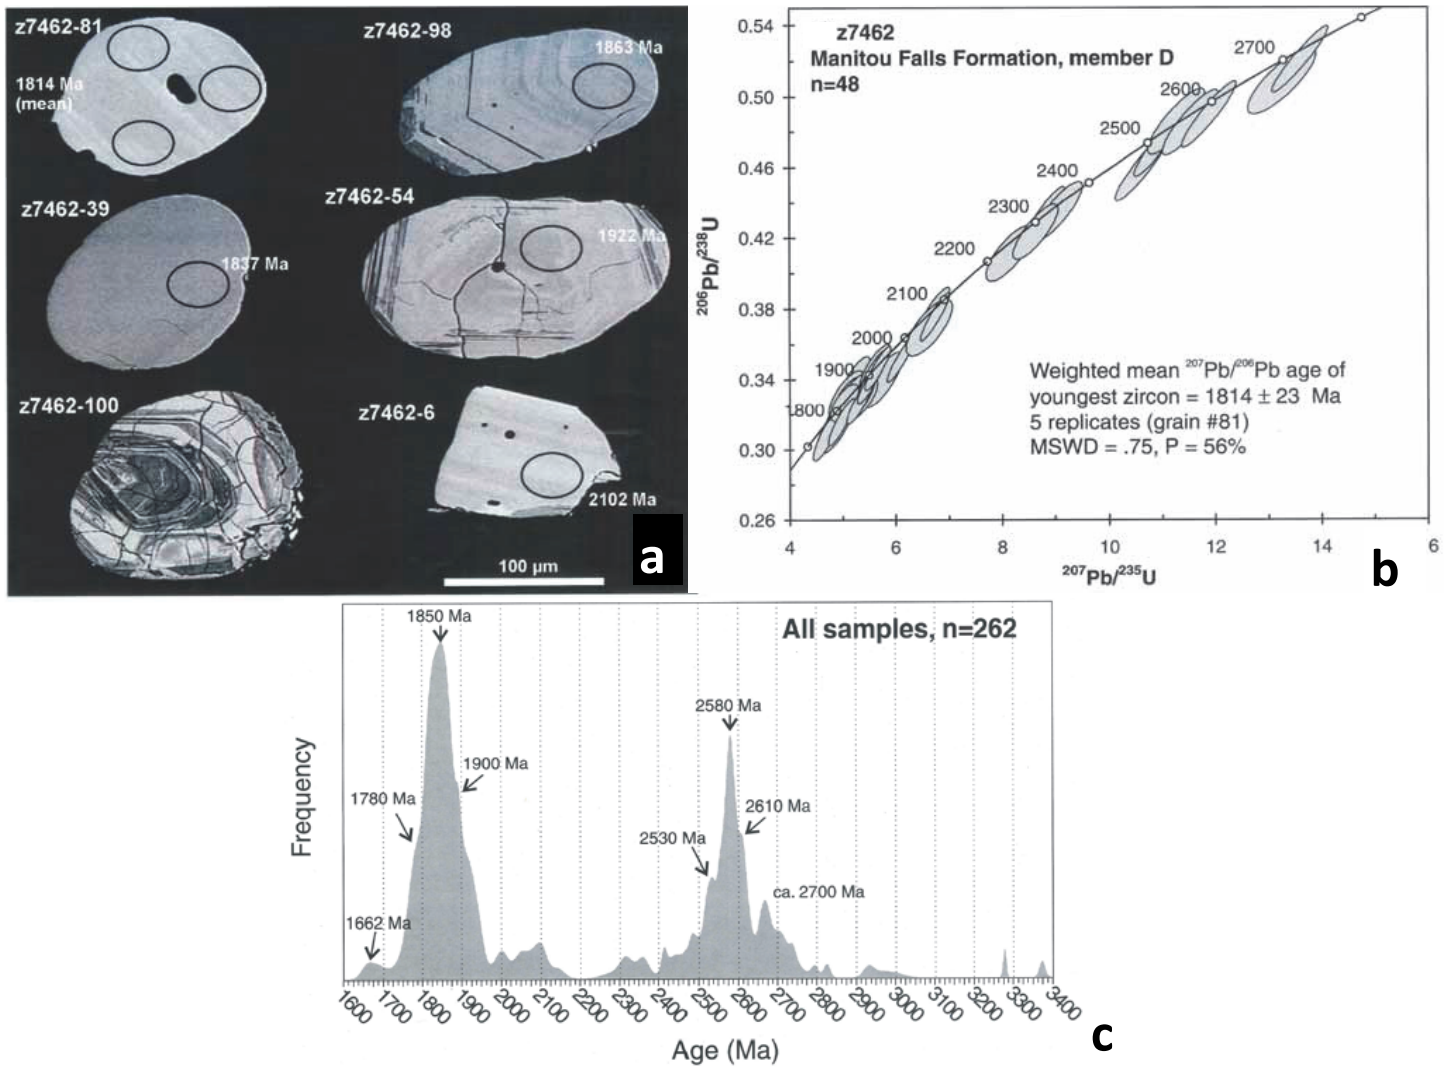 z7462-81
1814 Ma
(mean)
z7462-98
1863 Ma
z7462-39
1837 Ma
z7462-54
1922 Ma
z7462-100
z7462-6
2102 Ma
100 µm
a
z7462
Manitou Falls Formation, member D
n=48
0.54
0.50
0.46
0.42
0.38
0.34
0.30
0.26
206Pb/238U
2700
2600
2500
2400
2300
2200
2100
2000
1900
1800
Weighted mean 207Pb/206Pb age of
youngest zircon = 1814 ± 23 Ma
5 replicates (grain #81)
MSWD = .75, P = 56%
4 6 8 10 12 14 6
207Pb/235U
b
All samples, n=262
Frequency
1850 Ma
1900 Ma
1780 Ma
1662 Ma
2580 Ma
2610 Ma
2530 Ma
ca. 2700 Ma
1600 1700 1800 1900 2100 2100 2200 2300 2400 2500 2600 2700 2800 2900 3000 3100 3200 3300 3400
Age (Ma)
c